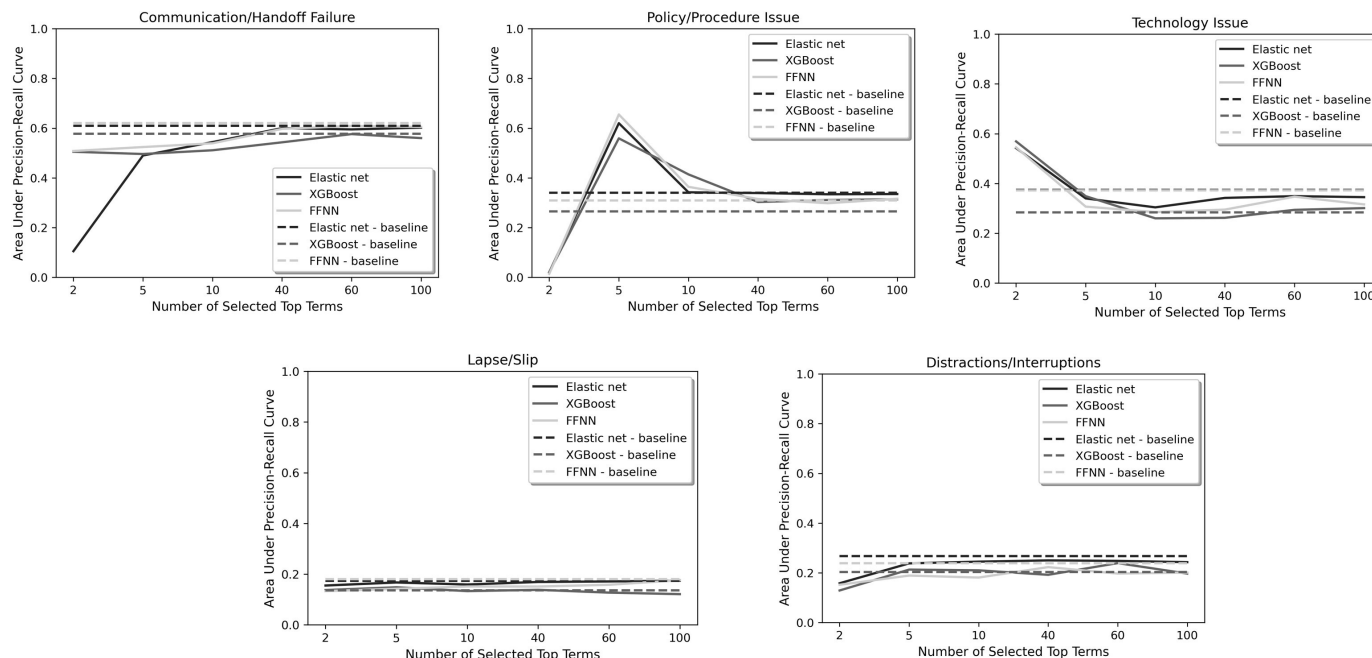 Communication/Handoff Failure
Area Under Precision-Recall Curve
1.0
0.8
0.6
0.4
0.2
0.0
Elastic net
XGBoost
FFNN
Elastic net - baseline
XGBoost - baseline
FFNN - baseline
2 5 10 40 60 100
Number of Selected Top Terms
Policy/Procedure Issue
Area Under Precision-Recall Curve
1.0
0.8
0.6
0.4
0.2
0.0
Elastic net
XGBoost
FFNN
Elastic net - baseline
XGBoost - baseline
FFNN - baseline
2 5 10 40 60 100
Number of Selected Top Terms
Technology Issue
Area Under Precision-Recall Curve
1.0
0.8
0.6
0.4
0.2
0.0
Elastic net
XGBoost
FFNN
Elastic net - baseline
XGBoost - baseline
FFNN - baseline
2 5 10 40 60 100
Number of Selected Top Terms
Lapse/Slip
Area Under Precision-Recall Curve
1.0
0.8
0.6
0.4
0.2
0.0
Elastic net
XGBoost
FFNN
Elastic net - baseline
XGBoost - baseline
FFNN - baseline
2 5 10 40 60 100
Number of Selected Top Terms
Distractions/Interruptions
Area Under Precision-Recall Curve
1.0
0.8
0.6
0.4
0.2
0.0
Elastic net
XGBoost
FFNN
Elastic net - baseline
XGBoost - baseline
FFNN - baseline
2 5 10 40 60 100
Number of Selected Top Terms